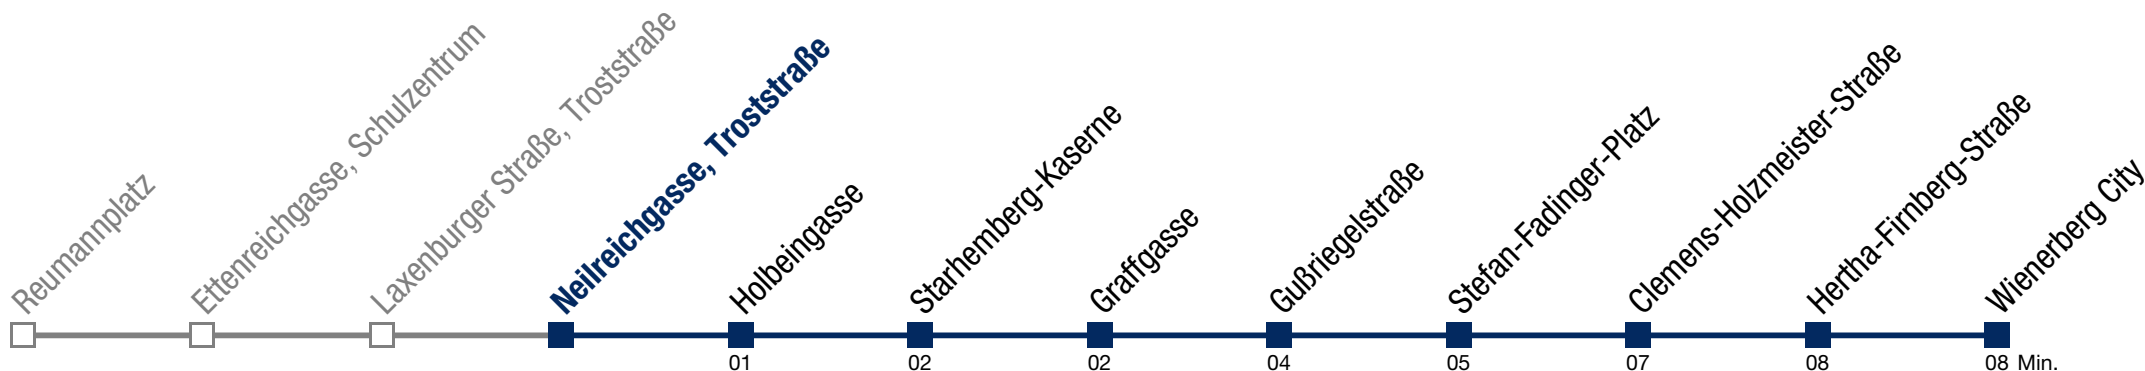 Reumannplatz
Ettenreichgasse, Schulzentrum
Laxenburger Straße, Troststraße
Neilreichgasse, Troststraße
Holbeingasse
Starhemberg-Kaserne
Graffgasse
Gußriegelstraße
Stefan-Fadinger-Platz
Clemens-Holzmeister-Straße
Hertha-Firnberg-Straße
Wienerberg City
01 02 02 04 05 07 08 08 Min.